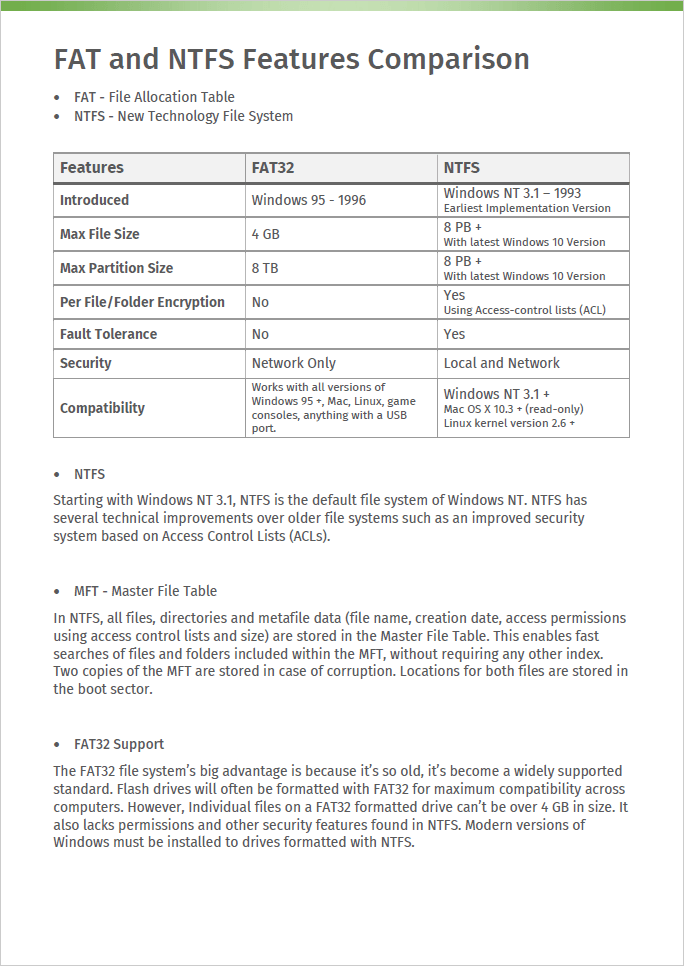 FAT and NTFS Features Comparison
• FAT - File Allocation Table
• NTFS - New Technology File System
Features FAT32 NTFS
Introduced Windows 95 - 1996 Windows NT 3.1 – 1993
Earliest Implementation Version
Max File Size 4 GB 8 PB +
With latest Windows 10 Version
Max Partition Size 8 TB 8 PB +
With latest Windows 10 Version
Per File/Folder Encryption No Yes
Using Access-control lists (ACL)
Fault Tolerance No Yes
Security Network Only Local and Network
Compatibility
Works with all versions of
Windows 95 +, Mac, Linux, game
consoles, anything with a USB
port.
Windows NT 3.1 +
Mac OS X 10.3 + (read-only)
Linux kernel version 2.6 +
• NTFS
Starting with Windows NT 3.1, NTFS is the default file system of Windows NT. NTFS has
several technical improvements over older file systems such as an improved security
system based on Access Control Lists (ACLs).
• MFT - Master File Table
In NTFS, all files, directories and metafile data (file name, creation date, access permissions
using access control lists and size) are stored in the Master File Table. This enables fast
searches of files and folders included within the MFT, without requiring any other index.
Two copies of the MFT are stored in case of corruption. Locations for both files are stored in
the boot sector.
• FAT32 Support
The FAT32 file system’s big advantage is because it’s so old, it’s become a widely supported
standard. Flash drives will often be formatted with FAT32 for maximum compatibility across
computers. However, Individual files on a FAT32 formatted drive can’t be over 4 GB in size. It
also lacks permissions and other security features found in NTFS. Modern versions of
Windows must be installed to drives formatted with NTFS.